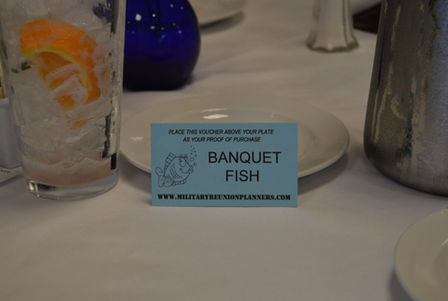 PLACE THIS VOUCHER ABOVE YOUR PLATE
AS YOUR PROOF OF PURCHASE
BANQUET
FISH
WWW.MILITARYREUNIONPLANNERS.COM